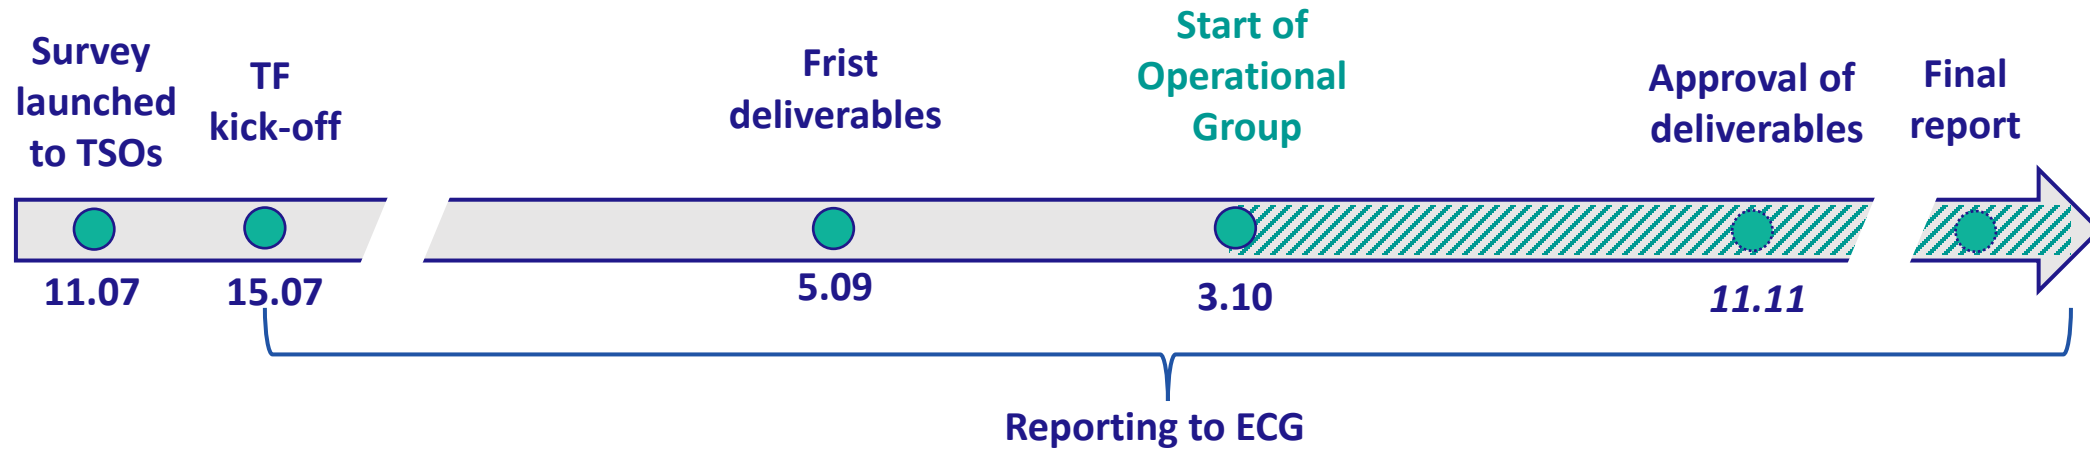 Survey
launched
to TSOs
TF
kick-off
Frist
deliverables
Start of
Operational
Group
Approval of
deliverables
Final
report
11.07
15.07
5.09
3.10
11.11
Reporting to ECG